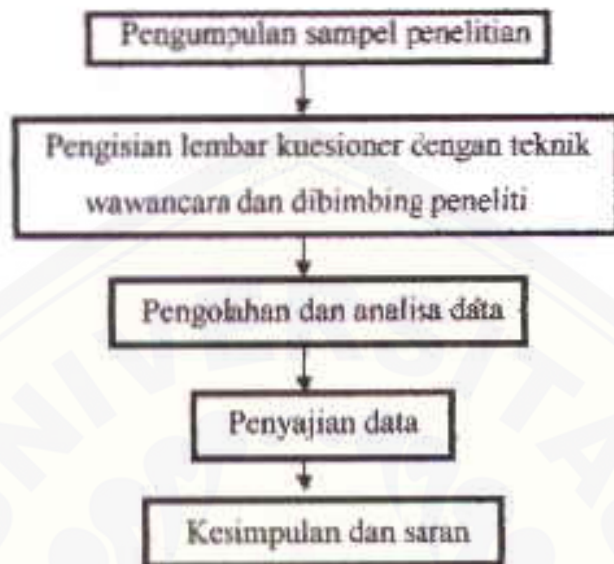 Pengumpulan sampel penelitian
Pengisian lembar kuesioner dengan teknik
wawancara dan dibimbing peneliti
Pengolahan dan analisa data
Penyajian data
Kesimpulan dan saran